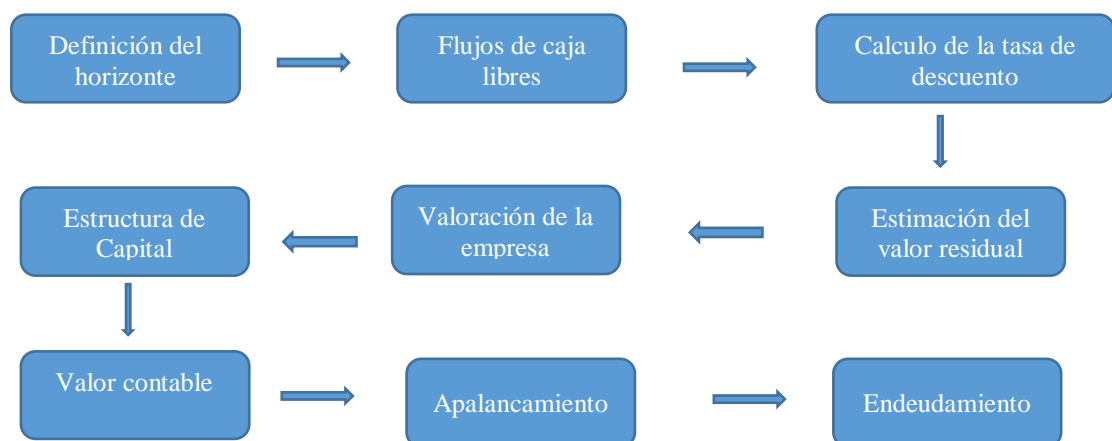 Definición del
horizonte
Flujos de caja
libres
Calculo de la tasa de
descuento
Estimación del
valor residual
Valoración de la
empresa
Estructura de
Capital
Valor contable
Apalancamiento
Endeudamiento